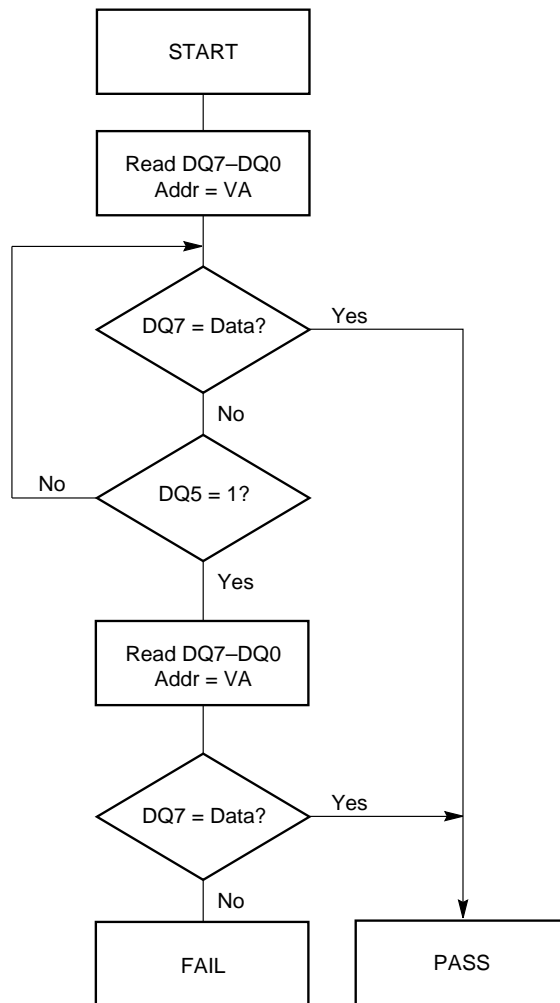 START
Read DQ7–DQ0
Addr = VA
DQ7 = Data?
Yes
No
No
DQ5 = 1?
Yes
Read DQ7–DQ0
Addr = VA
DQ7 = Data?
Yes
No
FAIL
PASS